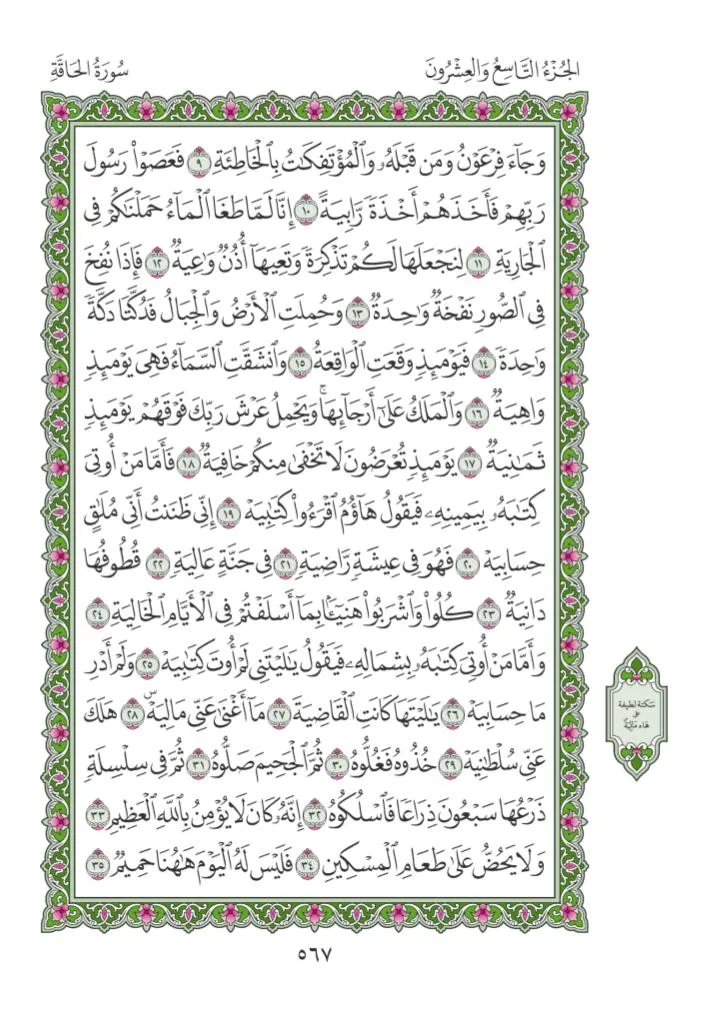 الجُزْءُ التَّاسِعُ وَالعِشْرُونَ
سُورَةُ الحَاقَّةِ
وَجَآءَ فِرْعَوْنُ وَمَن قَبْلَهُۥ وَٱلْمُؤْتَفِكَٰتُ بِٱلْخَاطِئَةِ ٩ فَعَصَوْا۟ رَسُولَ
رَبِّهِمْ فَأَخَذَهُمْ أَخْذَةً رَّابِيَةً ١٠ إِنَّا لَمَّا طَغَا ٱلْمَآءُ حَمَلْنَٰكُمْ فِى
ٱلْجَارِيَةِ ١١ لِنَجْعَلَهَا لَكُمْ تَذْكِرَةً وَتَعِيَهَآ أُذُنٌ وَٰعِيَةٌ ١٢ فَإِذَا نُفِخَ
فِى ٱلصُّورِ نَفْخَةٌ وَٰحِدَةٌ ١٣ وَحُمِلَتِ ٱلْأَرْضُ وَٱلْجِبَالُ فَدُكَّتَا دَكَّةً
وَٰحِدَةً ١٤ فَيَوْمَئِذٍ وَقَعَتِ ٱلْوَاقِعَةُ ١٥ وَٱنشَقَّتِ ٱلسَّمَآءُ فَهِىَ يَوْمَئِذٍ
وَاهِيَةٌ ١٦ وَٱلْمَلَكُ عَلَىٰٓ أَرْجَآئِهَا ۚ وَيَحْمِلُ عَرْشَ رَبِّكَ فَوْقَهُمْ يَوْمَئِذٍ
ثَمَٰنِيَةٌ ١٧ يَوْمَئِذٍ تُعْرَضُونَ لَا تَخْفَىٰ مِنكُمْ خَافِيَةٌ ١٨ فَأَمَّا مَنْ أُوتِىَ
كِتَٰبَهُۥ بِيَمِينِهِۦ فَيَقُولُ هَآؤُمُ ٱقْرَءُوا۟ كِتَٰبِيَهْ ١٩ إِنِّى ظَنَنتُ أَنِّى مُلَٰقٍ
حِسَابِيَهْ ٢٠ فَهُوَ فِى عِيشَةٍ رَّاضِيَةٍ ٢١ فِى جَنَّةٍ عَالِيَةٍ ٢٢ قُطُوفُهَا
دَانِيَةٌ ٢٣ كُلُوا۟ وَٱشْرَبُوا۟ هَنِيٓـًٔۢا بِمَآ أَسْلَفْتُمْ فِى ٱلْأَيَّامِ ٱلْخَالِيَةِ ٢٤
وَأَمَّا مَنْ أُوتِىَ كِتَٰبَهُۥ بِشِمَالِهِۦ فَيَقُولُ يَٰلَيْتَنِى لَمْ أُوتَ كِتَٰبِيَهْ ٢٥ وَلَمْ أَدْرِ
مَا حِسَابِيَهْ ٢٦ يَٰلَيْتَهَا كَانَتِ ٱلْقَاضِيَةَ ٢٧ مَآ أَغْنَىٰ عَنِّى مَالِيَهْ ۜ ٢٨ هَلَكَ
عَنِّى سُلْطَٰنِيَهْ ٢٩ خُذُوهُ فَغُلُّوهُ ٣٠ ثُمَّ ٱلْجَحِيمَ صَلُّوهُ ٣١ ثُمَّ فِى سِلْسِلَةٍ
ذَرْعُهَا سَبْعُونَ ذِرَاعًا فَٱسْلُكُوهُ ٣٢ إِنَّهُۥ كَانَ لَا يُؤْمِنُ بِٱللَّهِ ٱلْعَظِيمِ ٣٣
وَلَا يَحُضُّ عَلَىٰ طَعَامِ ٱلْمِسْكِينِ ٣٤ فَلَيْسَ لَهُ ٱلْيَوْمَ هَٰهُنَا حَمِيمٌ ٣٥
سَكتة لطيفة
على
هاء مَالِيَهْ
٥٦٧